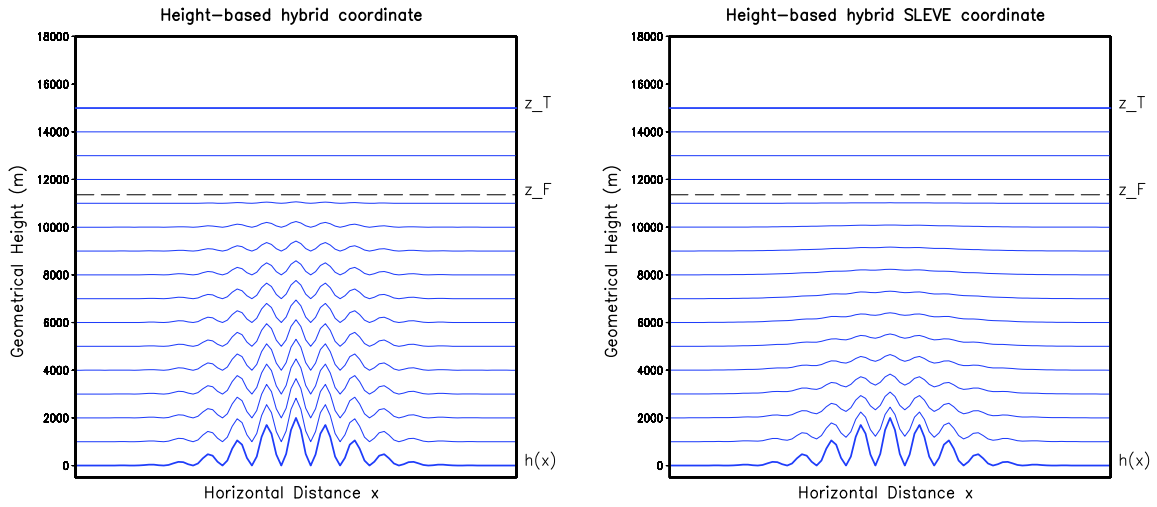 Height-based hybrid coordinate
18000
16000
z_T
14000
12000
z_F
10000
8000
6000
4000
2000
0
h(x)
Geometrical Height (m)
Horizontal Distance x
Height-based hybrid SLEVE coordinate
18000
16000
z_T
14000
12000
z_F
10000
8000
6000
4000
2000
0
h(x)
Geometrical Height (m)
Horizontal Distance x